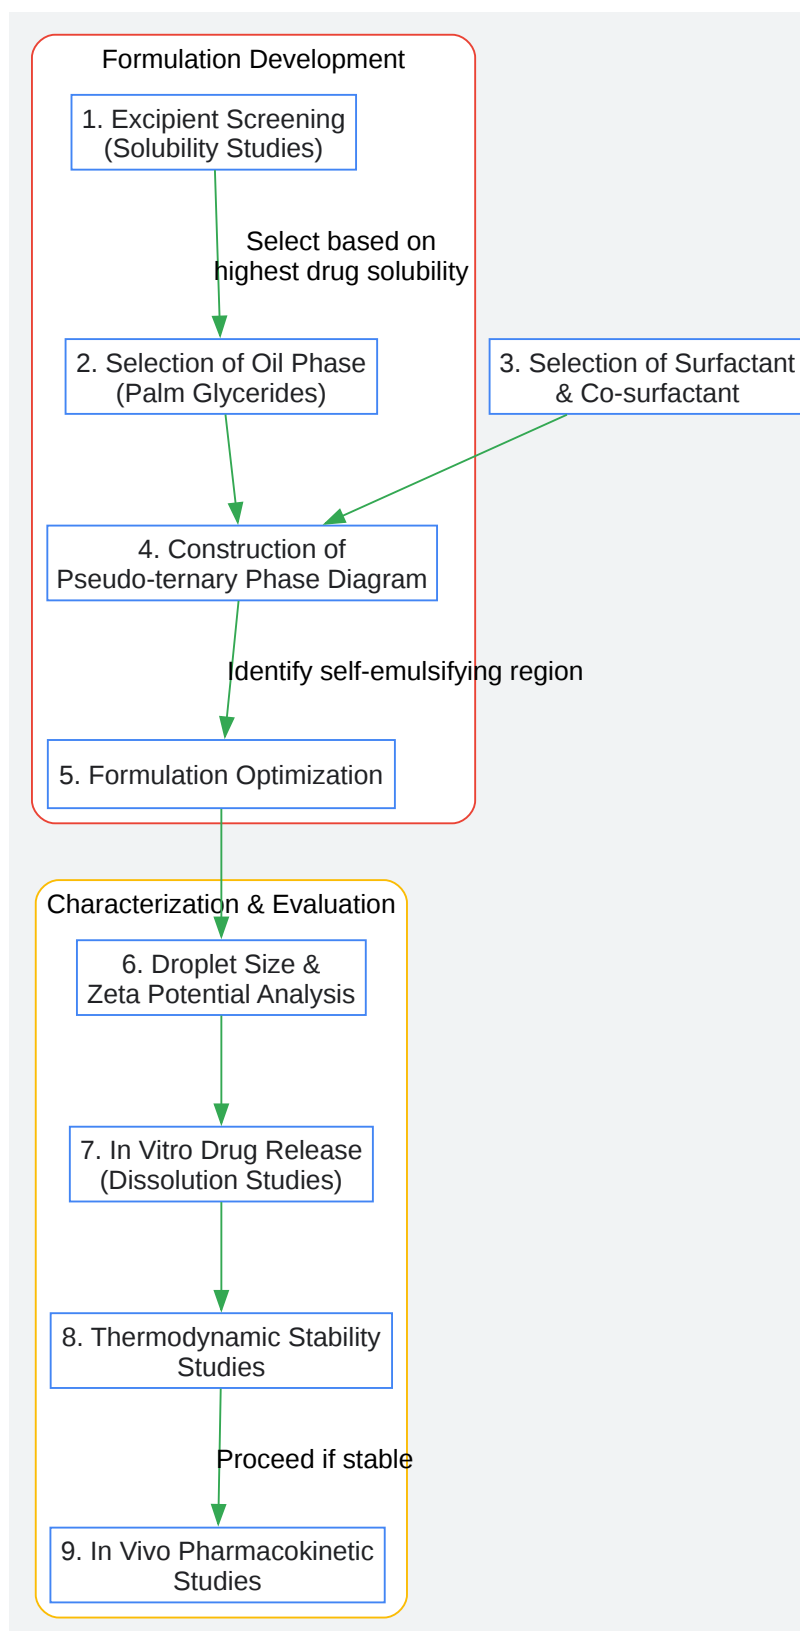 Formulation Development
1. Excipient Screening
(Solubility Studies)
Select based on
highest drug solubility
2. Selection of Oil Phase
(Palm Glycerides)
3. Selection of Surfactant
& Co-surfactant
4. Construction of
Pseudo-ternary Phase Diagram
Identify self-emulsifying region
5. Formulation Optimization
Characterization & Evaluation
6. Droplet Size &
Zeta Potential Analysis
7. In Vitro Drug Release
(Dissolution Studies)
8. Thermodynamic Stability
Studies
Proceed if stable
9. In Vivo Pharmacokinetic
Studies